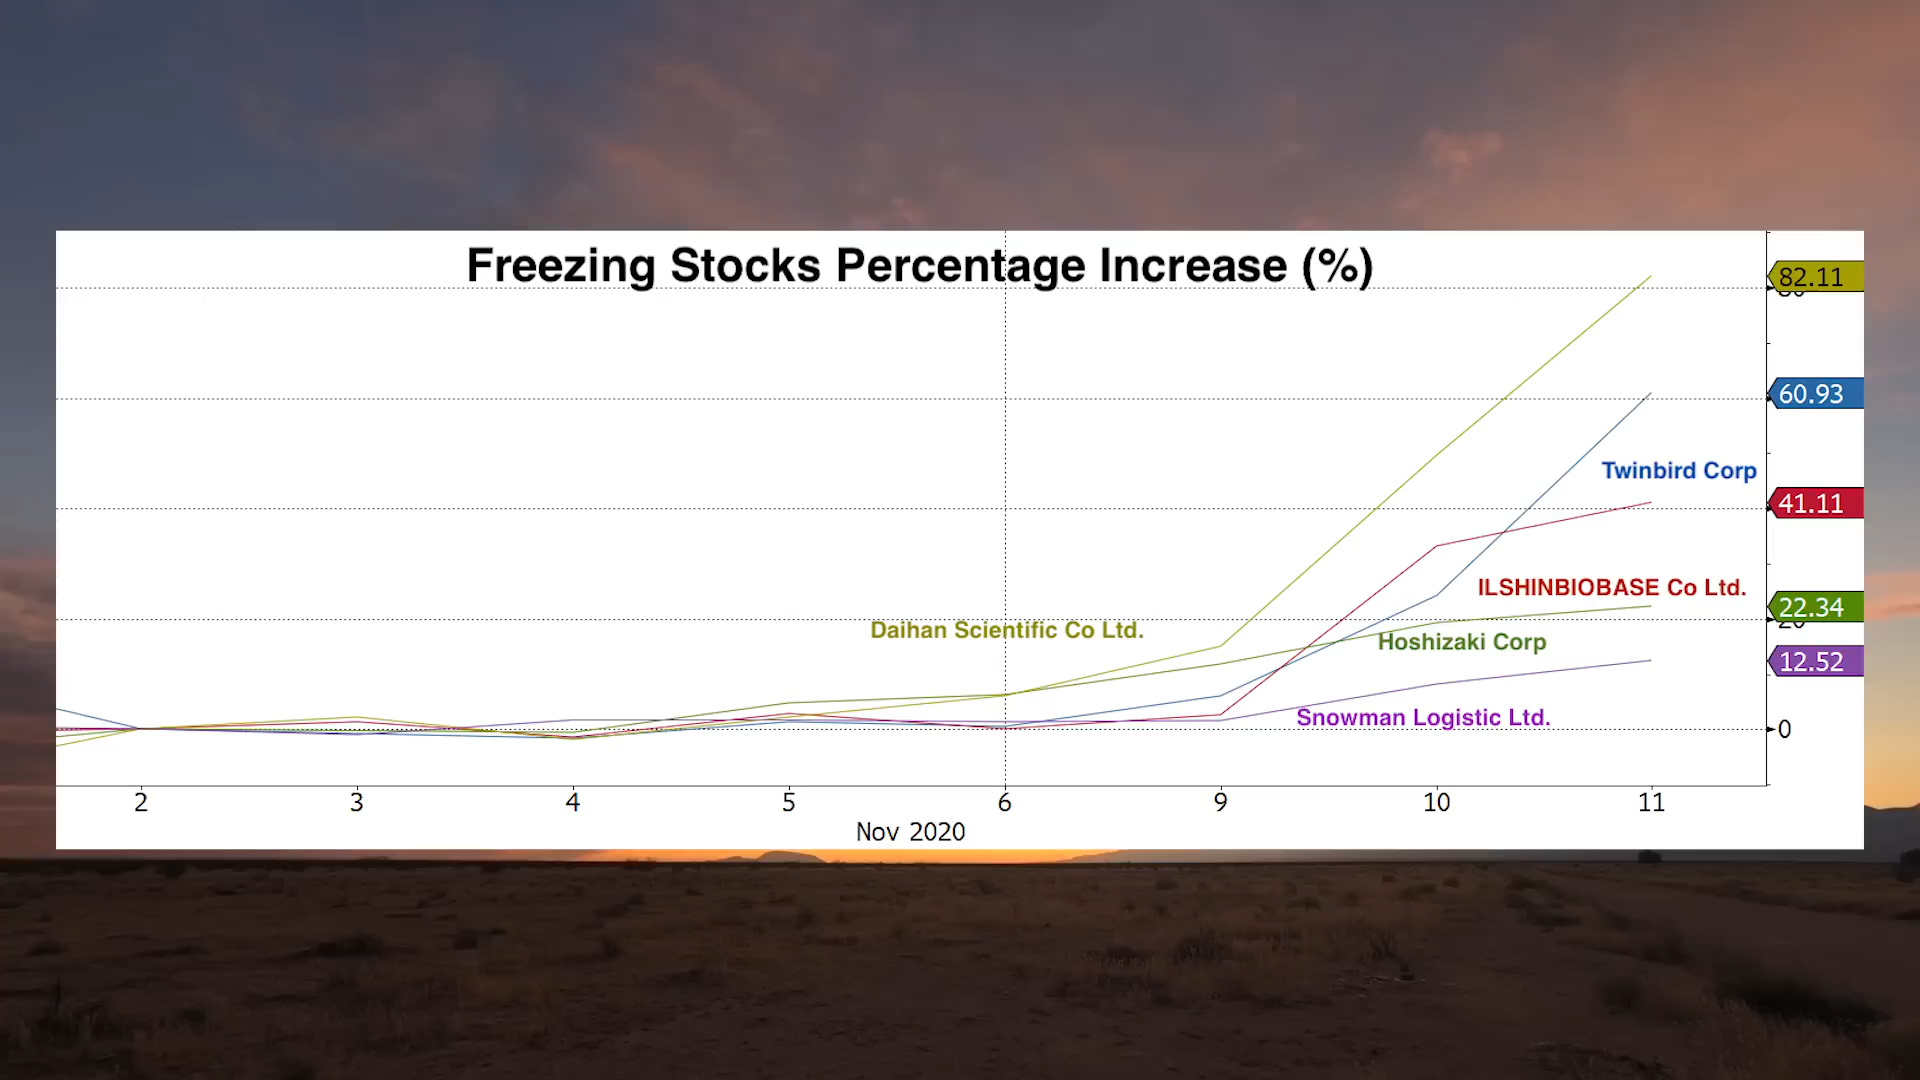 Freezing Stocks Percentage Increase (%)
82.11
60.93
Twinbird Corp
41.11
ILSHINBIOBASE Co Ltd.
22.34
Daihan Scientific Co Ltd.
Hoshizaki Corp
12.52
Snowman Logistic Ltd.
0
2 3 4 5 6 9 10 11
Nov 2020